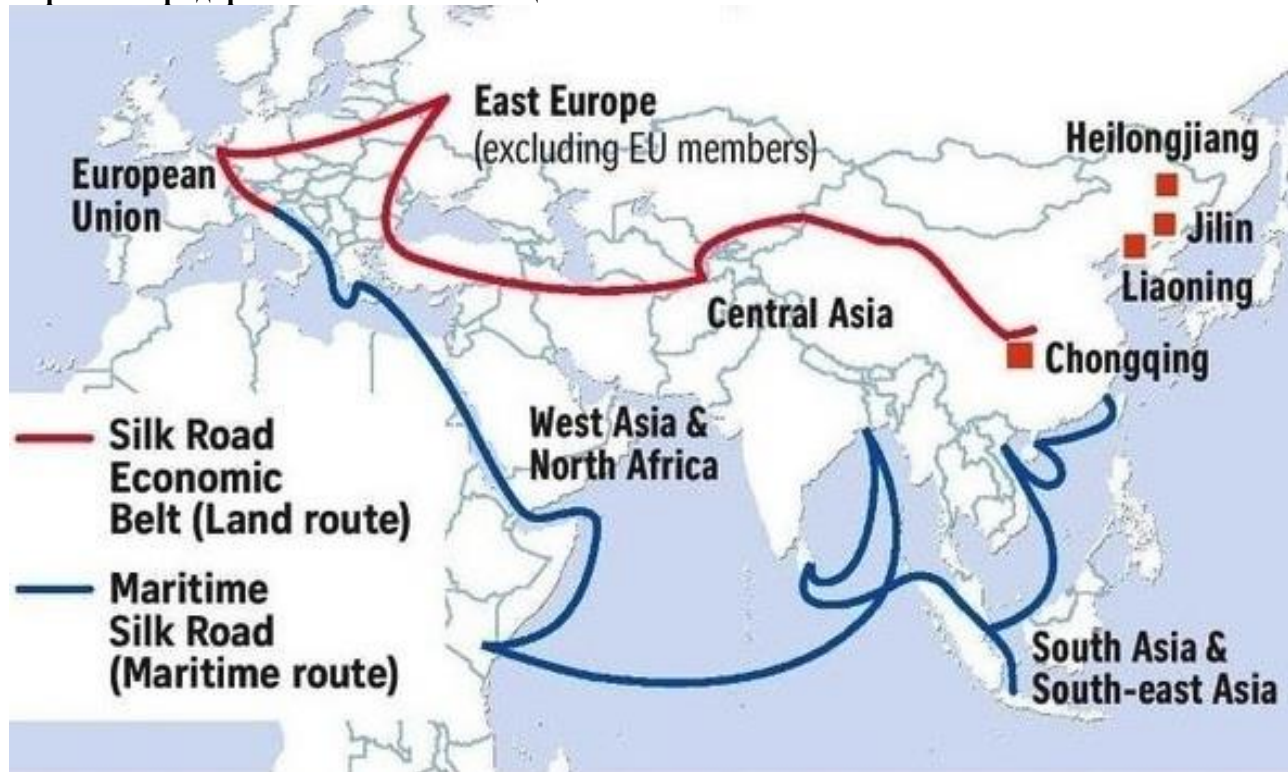 East Europe
(excluding EU members)
European
Union
Heilongjiang
Jilin
Liaoning
Central Asia
Chongqing
West Asia &
North Africa
Silk Road
Economic
Belt (Land route)
Maritime
Silk Road
(Maritime route)
South Asia &
South-east Asia